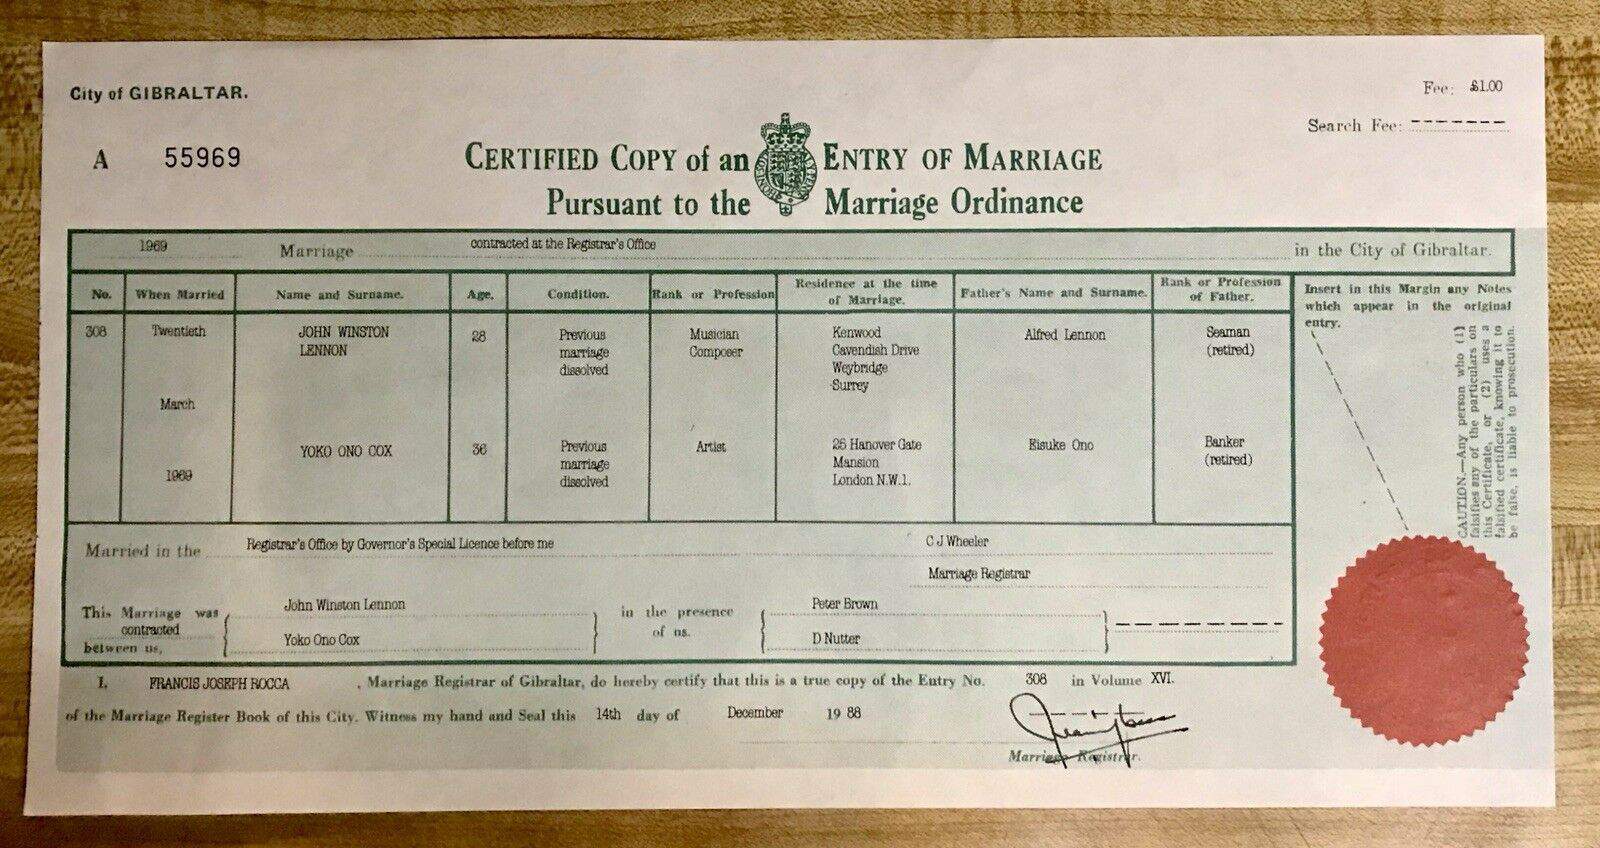 City of GIBRALTAR.
Fee: £1.00
Search Fee:
A 55969
CERTIFIED COPY of an ENTRY OF MARRIAGE
Pursuant to the Marriage Ordinance
1969 Marriage contracted at the Registrar's Office in the City of Gibraltar.
No. When Married Name and Surname. Age. Condition. Rank or Profession Residence at the time of Marriage. Father's Name and Surname. Rank or Profession of Father.
308 Twentieth March 1969
JOHN WINSTON LENNON 28 Previous marriage dissolved Musician Composer Kenwood Cavendish Drive Weybridge Surrey Alfred Lennon Seaman (retired)
YOKO ONO COX 36 Previous marriage dissolved Artist 25 Hanover Gate Mansion London N.W.1. Eisuke Ono Banker (retired)
Insert in this Margin any Notes
which appear in the original
entry.
CAUTION.—Any person who (1)
falsifies any of the particulars on
this Certificate, or (2) uses a
falsified certificate, knowing it to
be false, is liable to prosecution.
Married in the Registrar's Office by Governor's Special Licence before me C J Wheeler
Marriage Registrar
This Marriage was contracted between us, John Winston Lennon
Yoko Ono Cox
in the presence of us. Peter Brown
D Nutter
I, FRANCIS JOSEPH ROCCA, Marriage Registrar of Gibraltar, do hereby certify that this is a true copy of the Entry No. 308 in Volume XVI.
of the Marriage Register Book of this City. Witness my hand and Seal this 14th day of December 1988
Marriage Registrar.